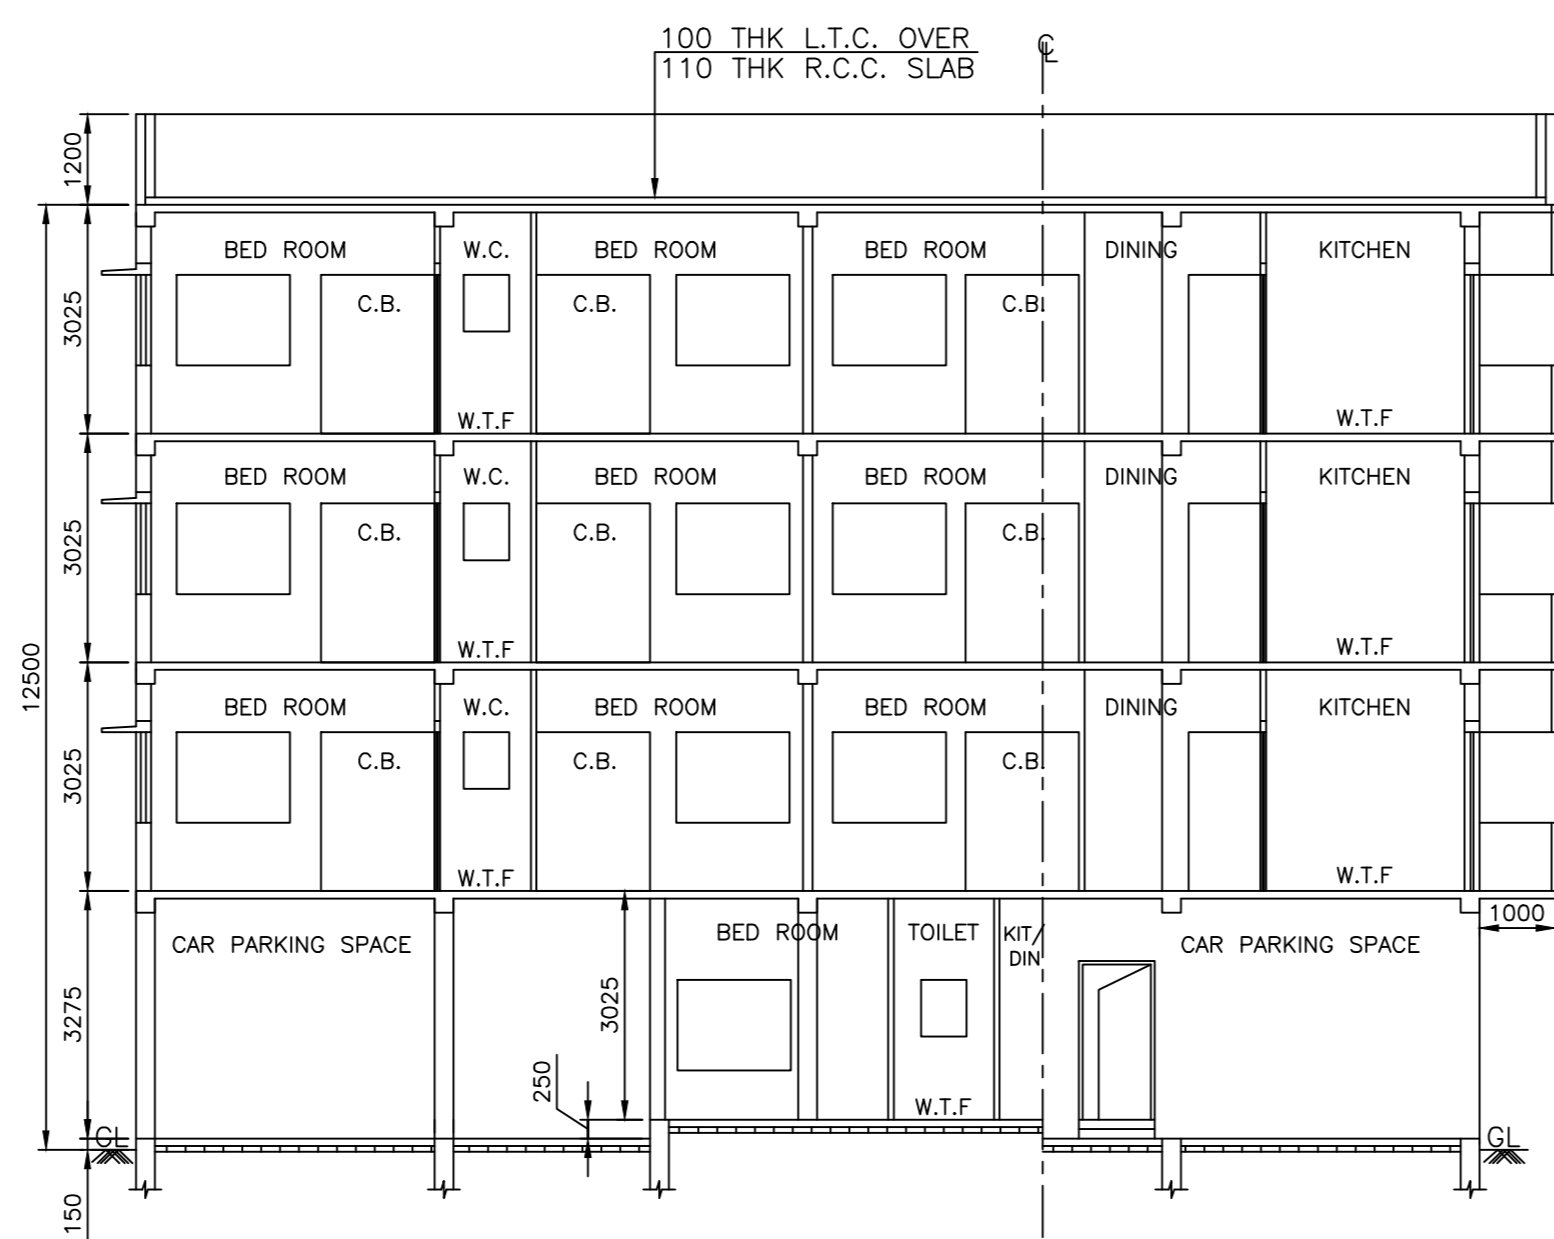 100 THK L.T.C. OVER
110 THK R.C.C. SLAB
℄
1200
BED ROOM W.C. BED ROOM BED ROOM DINING KITCHEN
3025
C.B. C.B. C.B.
W.T.F W.T.F
BED ROOM W.C. BED ROOM BED ROOM DINING KITCHEN
3025
C.B. C.B. C.B.
W.T.F W.T.F
12500
BED ROOM W.C. BED ROOM BED ROOM DINING KITCHEN
3025
C.B. C.B. C.B.
W.T.F W.T.F
1000
CAR PARKING SPACE BED ROOM TOILET KIT/ CAR PARKING SPACE
DIN
3275
3025
250
W.T.F
GL GL
150